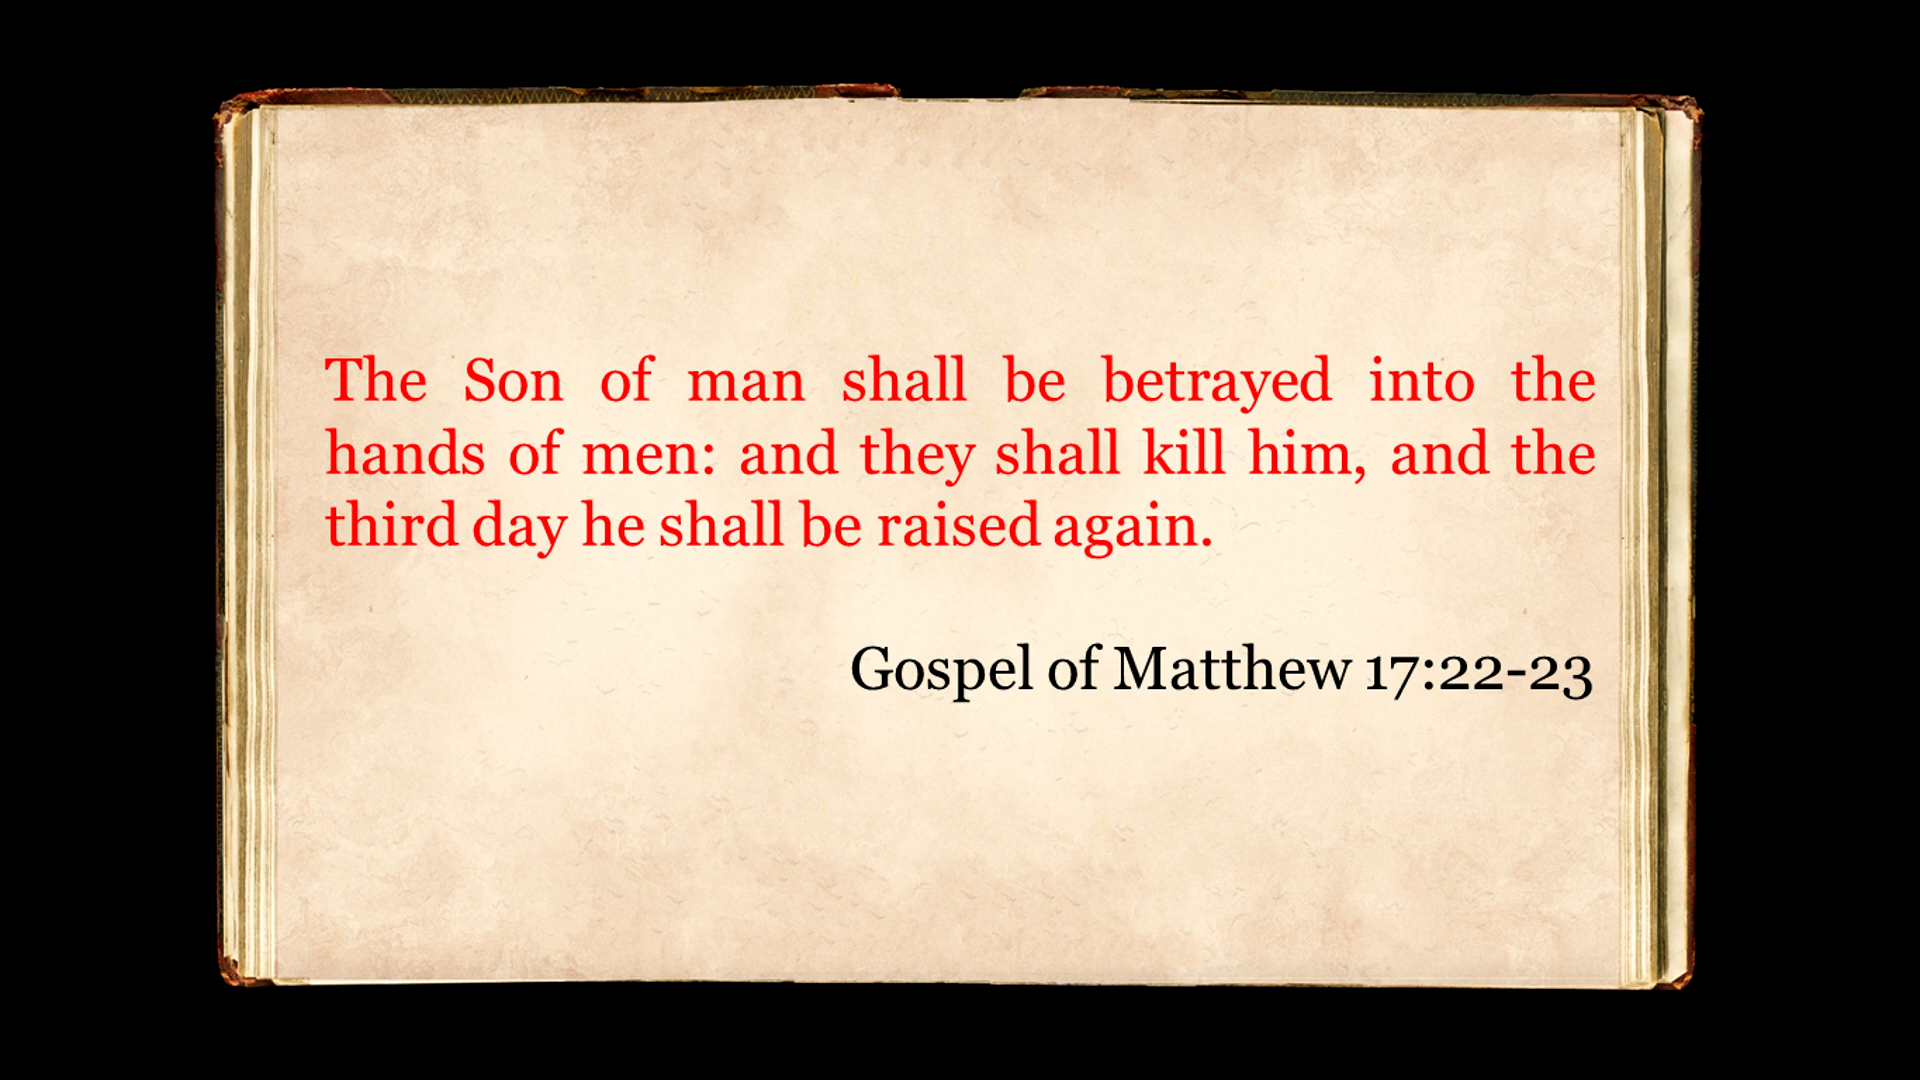 The Son of man shall be betrayed into the
hands of men: and they shall kill him, and the
third day he shall be raised again.
Gospel of Matthew 17:22-23